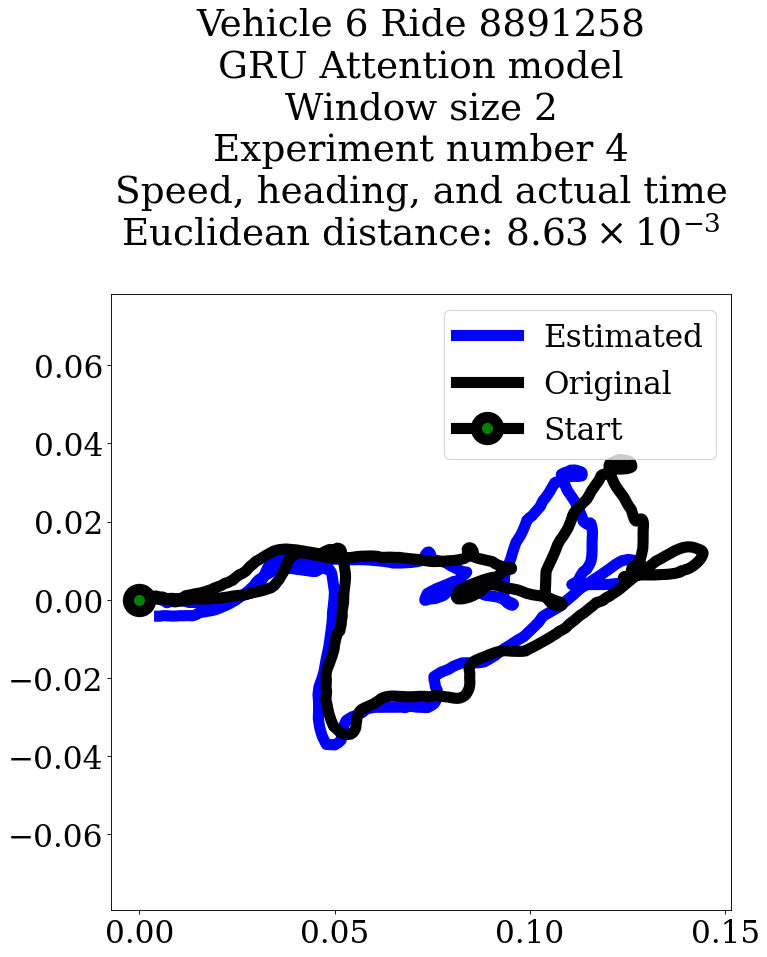 Vehicle 6 Ride 8891258
GRU Attention model
Window size 2
Experiment number 4
Speed, heading, and actual time
Euclidean distance: 8.63 × 10⁻³
Estimated
Original
Start
0.06
0.04
0.02
0.00
−0.02
−0.04
−0.06
0.00 0.05 0.10 0.15